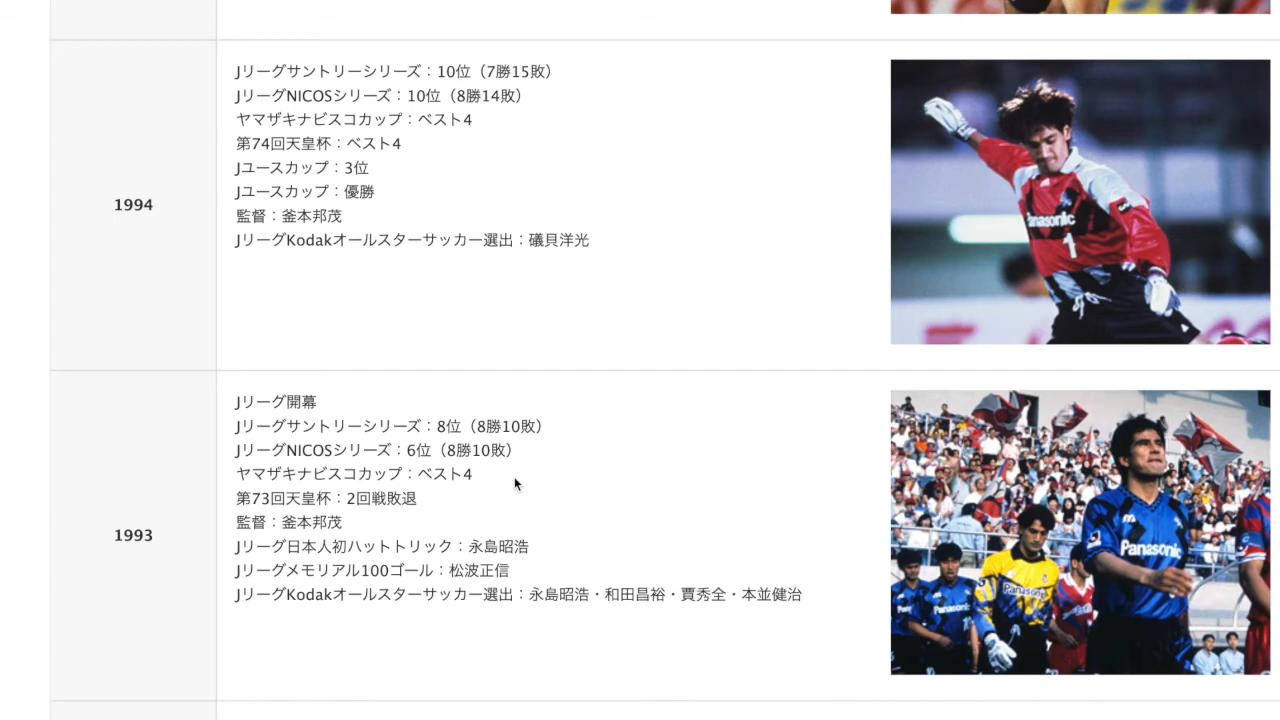 1994
Jリーグサントリーシリーズ：10位（7勝15敗）
JリーグNICOSシリーズ：10位（8勝14敗）
ヤマザキナビスコカップ：ベスト4
第74回天皇杯：ベスト4
Jユースカップ：3位
Jユースカップ：優勝
監督：釜本邦茂
JリーグKodakオールスターサッカー選出：礒貝洋光
Panasonic
1
1993
Jリーグ開幕
Jリーグサントリーシリーズ：8位（8勝10敗）
JリーグNICOSシリーズ：6位（8勝10敗）
ヤマザキナビスコカップ：ベスト4
第73回天皇杯：2回戦敗退
監督：釜本邦茂
Jリーグ日本人初ハットトリック：永島昭浩
Jリーグメモリアル100ゴール：松波正信
JリーグKodakオールスターサッカー選出：永島昭浩・和田昌裕・賈秀全・本並健治
Panasonic
Panasonic
Panasonic